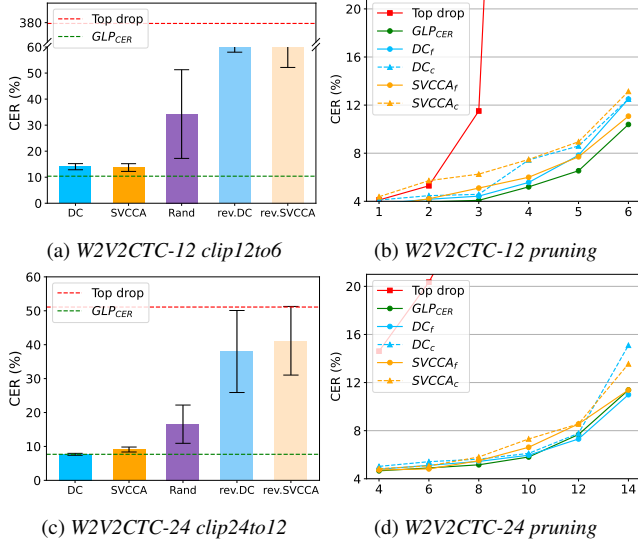 Top drop
GLP_CER
CER (%)
380
60
50
40
30
20
10
0
DC SVCCA Rand rev.DC rev.SVCCA
(a) W2V2CTC-12 clip12to6
Top drop
GLP_CER
DC_f
DC_c
SVCCA_f
SVCCA_c
CER (%)
20
16
12
8
4
1 2 3 4 5 6
(b) W2V2CTC-12 pruning
Top drop
GLP_CER
CER (%)
60
50
40
30
20
10
0
DC SVCCA Rand rev.DC rev.SVCCA
(c) W2V2CTC-24 clip24to12
Top drop
GLP_CER
DC_f
DC_c
SVCCA_f
SVCCA_c
CER (%)
20
16
12
8
4
4 6 8 10 12 14
(d) W2V2CTC-24 pruning